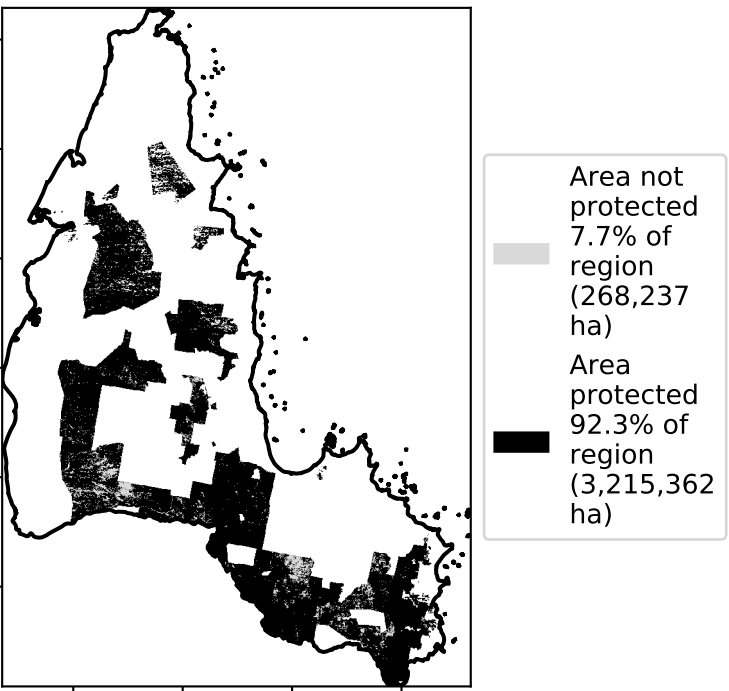 Area not
protected
7.7% of
region
(268,237
ha)
Area
protected
92.3% of
region
(3,215,362
ha)